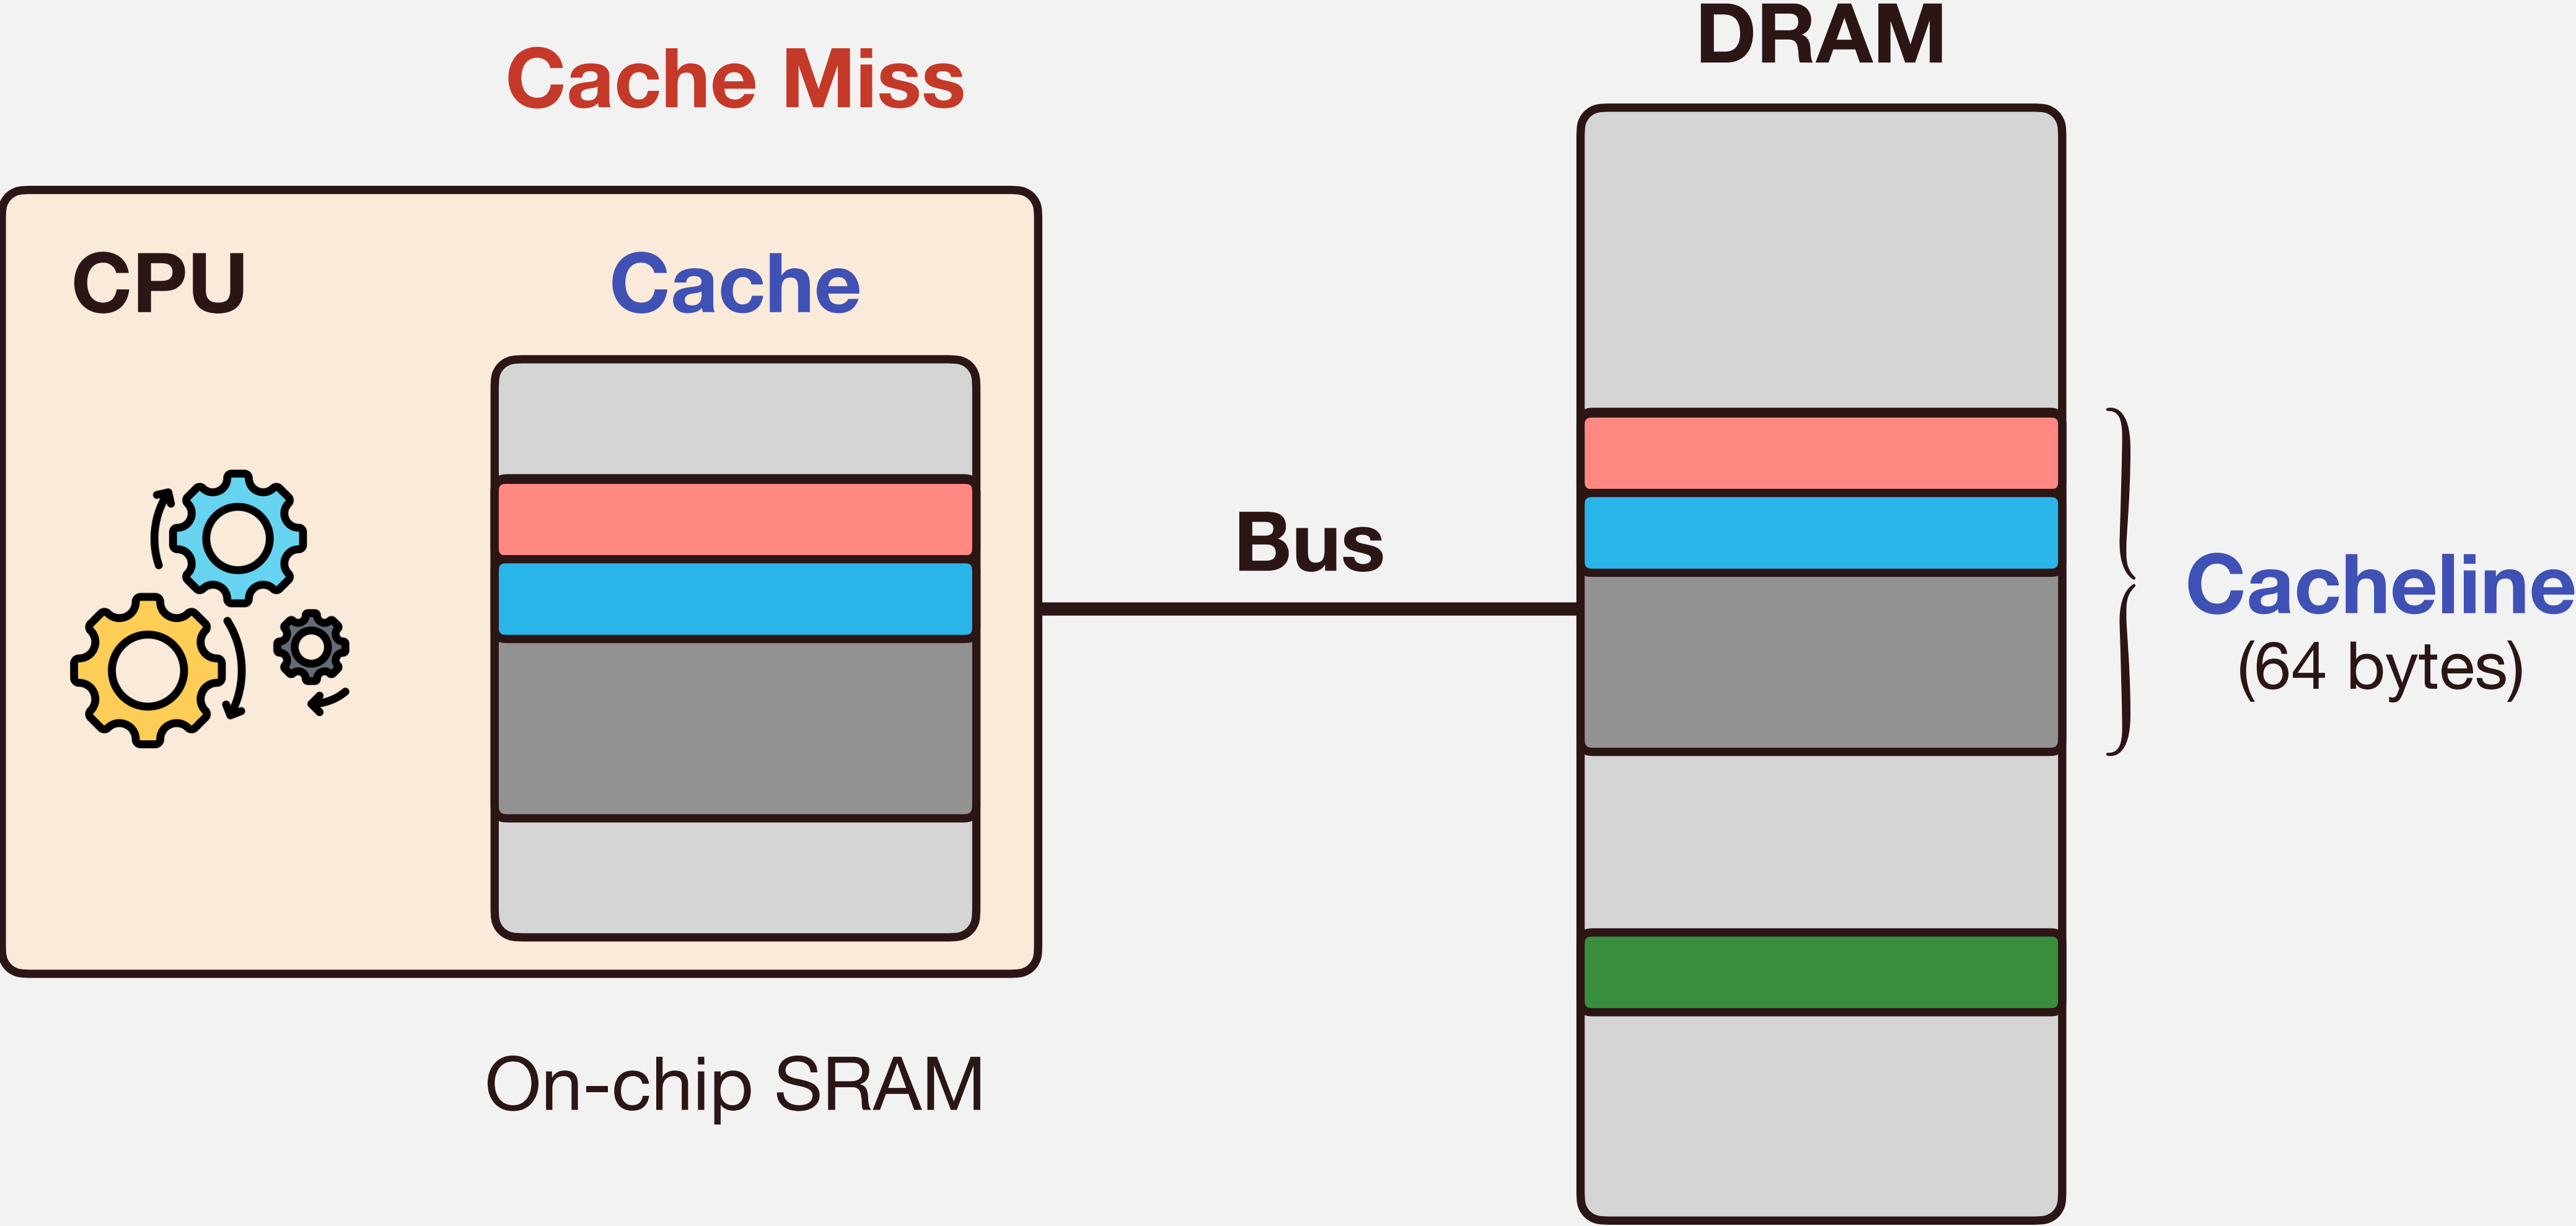 DRAM
Cache Miss
CPU
Cache
Bus
Cacheline
(64 bytes)
On-chip SRAM